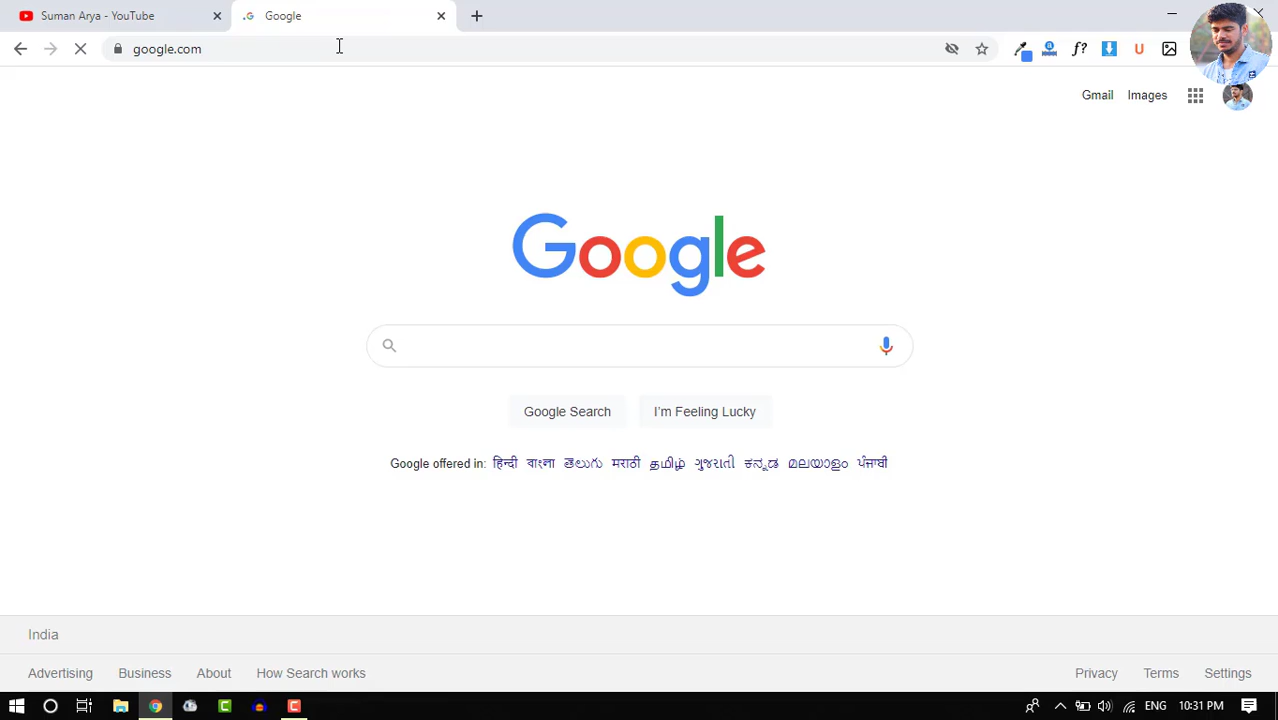 Suman Arya - YouTube
Google
google.com
Gmail Images
Google
Google Search
I'm Feeling Lucky
Google offered in: हिन्दी বাংলা తెలుగు मराठी தமிழ் ગુજરાતી ಕನ್ನಡ മലയാളം ਪੰਜਾਬੀ
India
Advertising Business About How Search works Privacy Terms Settings
ENG 10:31 PM